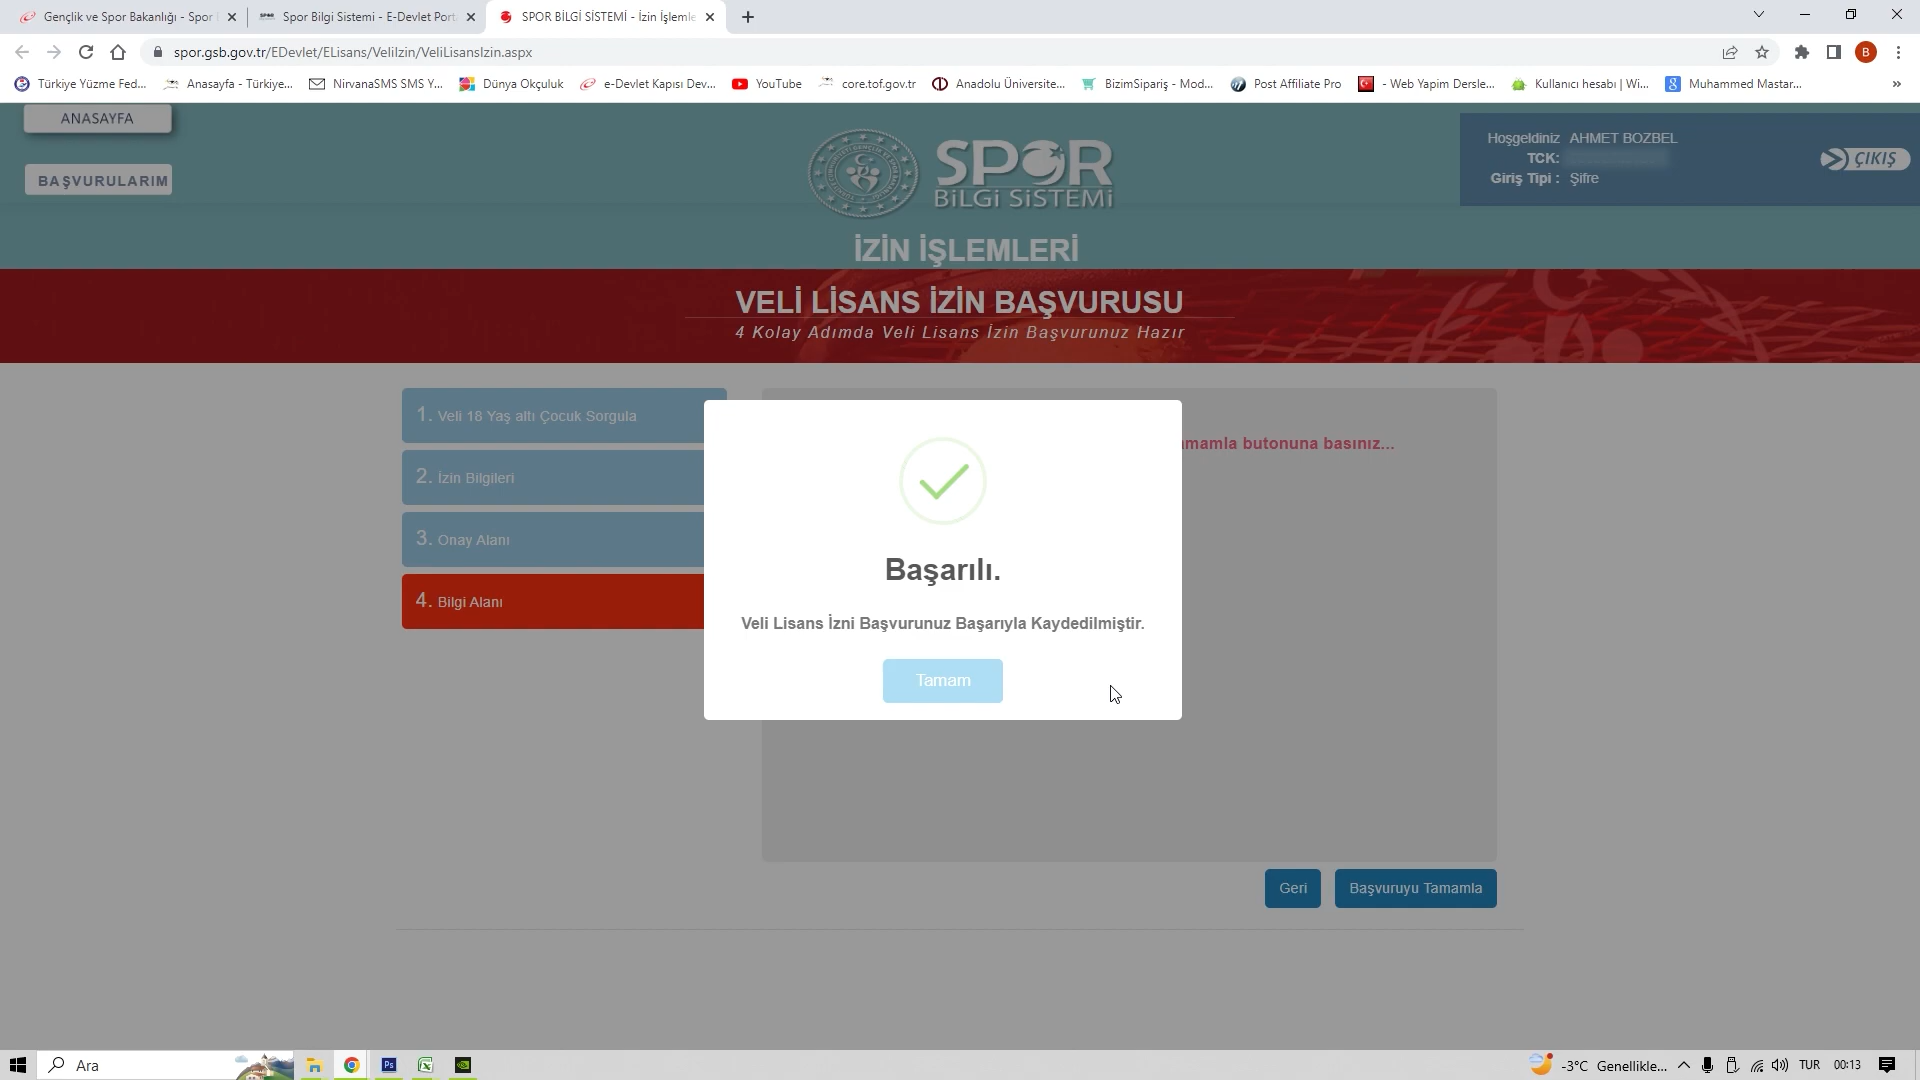 Gençlik ve Spor Bakanlığı - Spor
Spor Bilgi Sistemi - E-Devlet Port
SPOR BİLGİ SİSTEMİ - İzin İşlemle
spor.gsb.gov.tr/EDevlet/ELisans/VeliIzin/VeliLisansIzin.aspx
B
Türkiye Yüzme Fed...
Anasayfa - Türkiye...
NirvanaSMS SMS Y...
Dünya Okçuluk
e-Devlet Kapısı Dev...
YouTube
core.tof.gov.tr
Anadolu Üniversite...
BizimSipariş - Mod...
Post Affiliate Pro
- Web Yapim Dersle...
Kullanıcı hesabı | Wi...
Muhammed Mastar...
»
ANASAYFA
BAŞVURULARIM
SPOR
BİLGİ SİSTEMİ
Hoşgeldiniz AHMET BOZBEL
TCK:
Giriş Tipi : Şifre
ÇIKIŞ
İZİN İŞLEMLERİ
VELİ LİSANS İZİN BAŞVURUSU
4 Kolay Adımda Veli Lisans İzin Başvurunuz Hazır
1. Veli 18 Yaş altı Çocuk Sorgula
2. İzin Bilgileri
3. Onay Alanı
4. Bilgi Alanı
mamla butonuna basınız...
Başarılı.
Veli Lisans İzni Başvurunuz Başarıyla Kaydedilmiştir.
Tamam
Geri
Başvuruyu Tamamla
Ara
Ps
-3°C Genellikle...
TUR
00:13